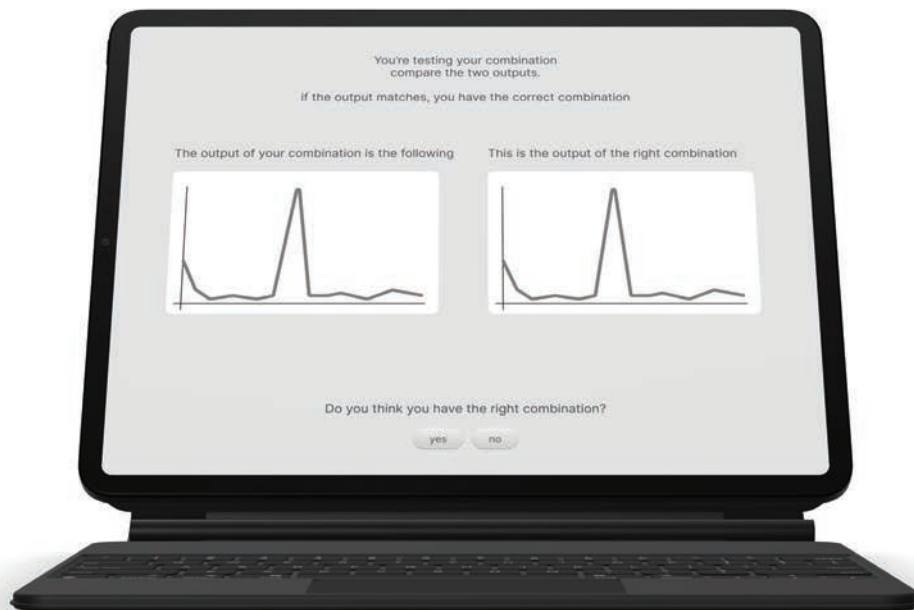 You're testing your combination
compare the two outputs.
if the output matches, you have the correct combination
The output of your combination is the following
This is the output of the right combination
Do you think you have the right combination?
yes
no